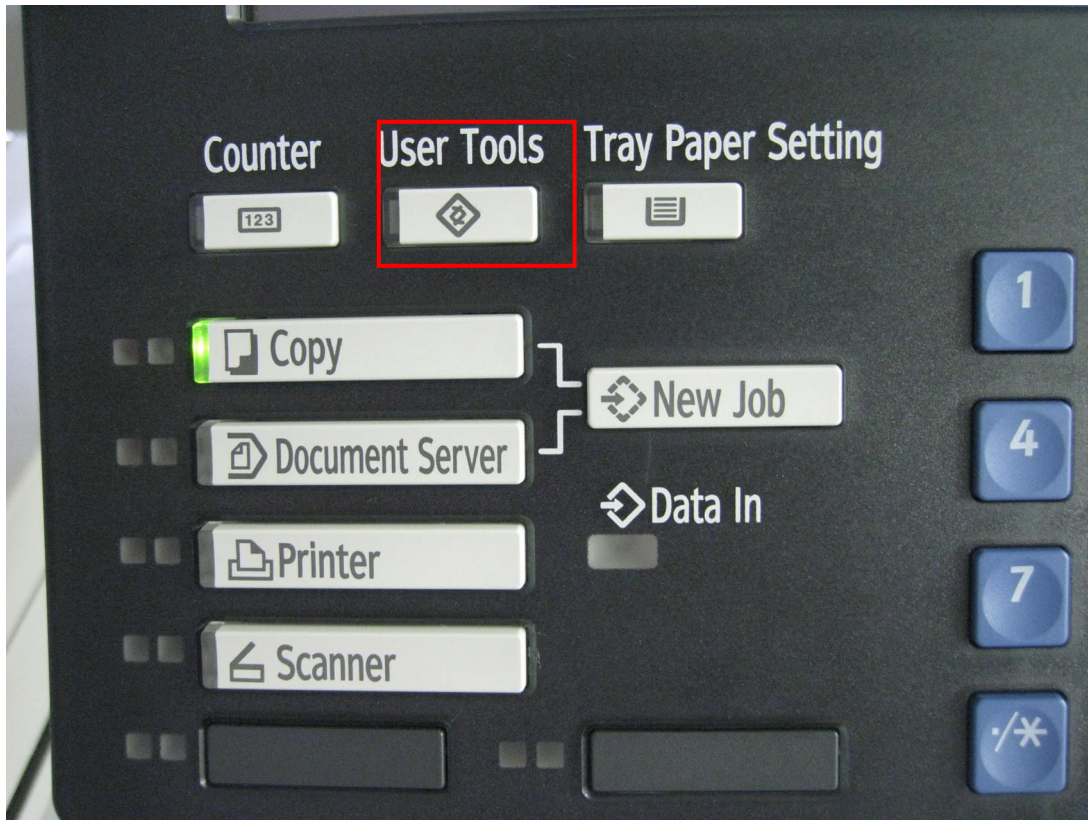 Counter User Tools Tray Paper Setting
123
Copy
New Job
Document Server
Data In
Printer
Scanner
1
4
7
./*